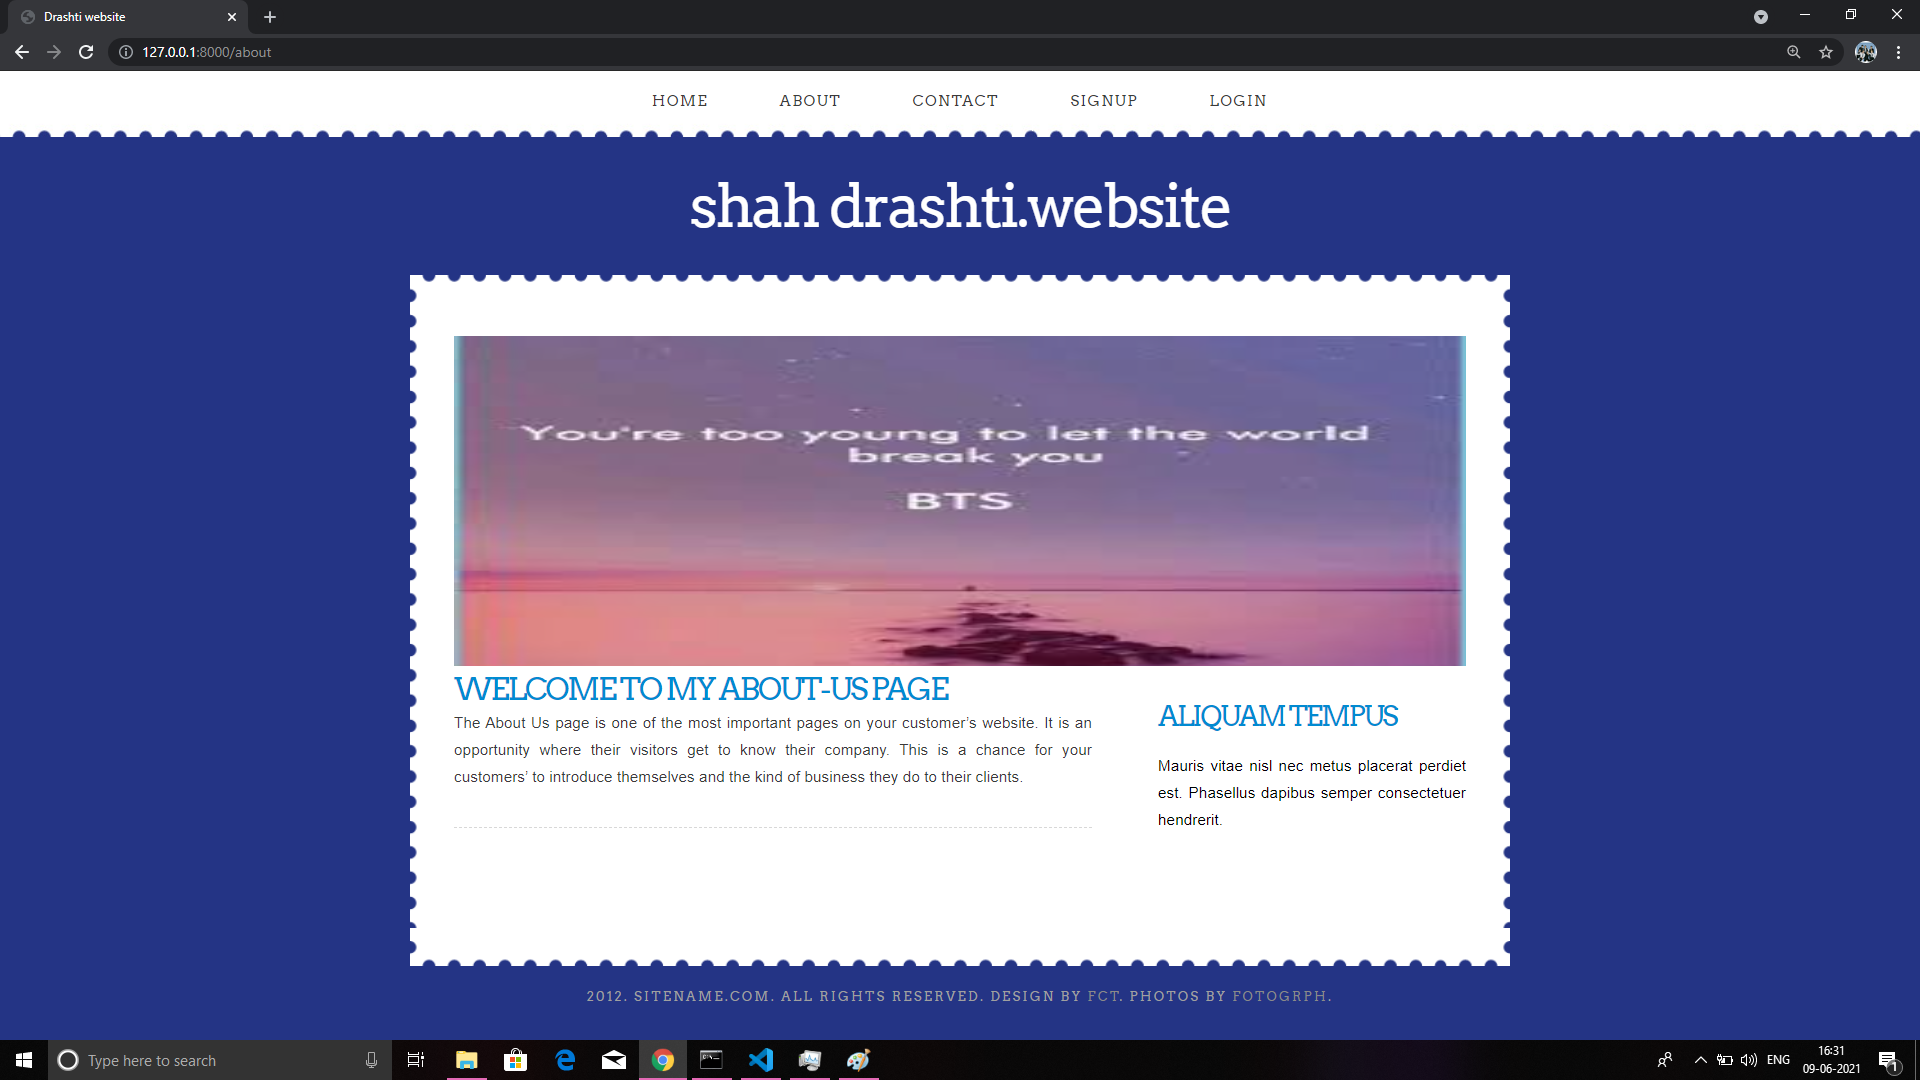 Drashti website
127.0.0.1:8000/about
HOME ABOUT CONTACT SIGNUP LOGIN
shah drashti.website
You're too young to let the world
break you
BTS
WELCOME TO MY ABOUT-US PAGE
The About Us page is one of the most important pages on your customer’s website. It is an
opportunity where their visitors get to know their company. This is a chance for your
customers’ to introduce themselves and the kind of business they do to their clients.
ALIQUAM TEMPUS
Mauris vitae nisl nec metus placerat perdiet
est. Phasellus dapibus semper consectetuer
hendrerit.
2012. SITENAME.COM. ALL RIGHTS RESERVED. DESIGN BY FCT. PHOTOS BY FOTOGRPH.
Type here to search
ENG
16:31
09-06-2021
1